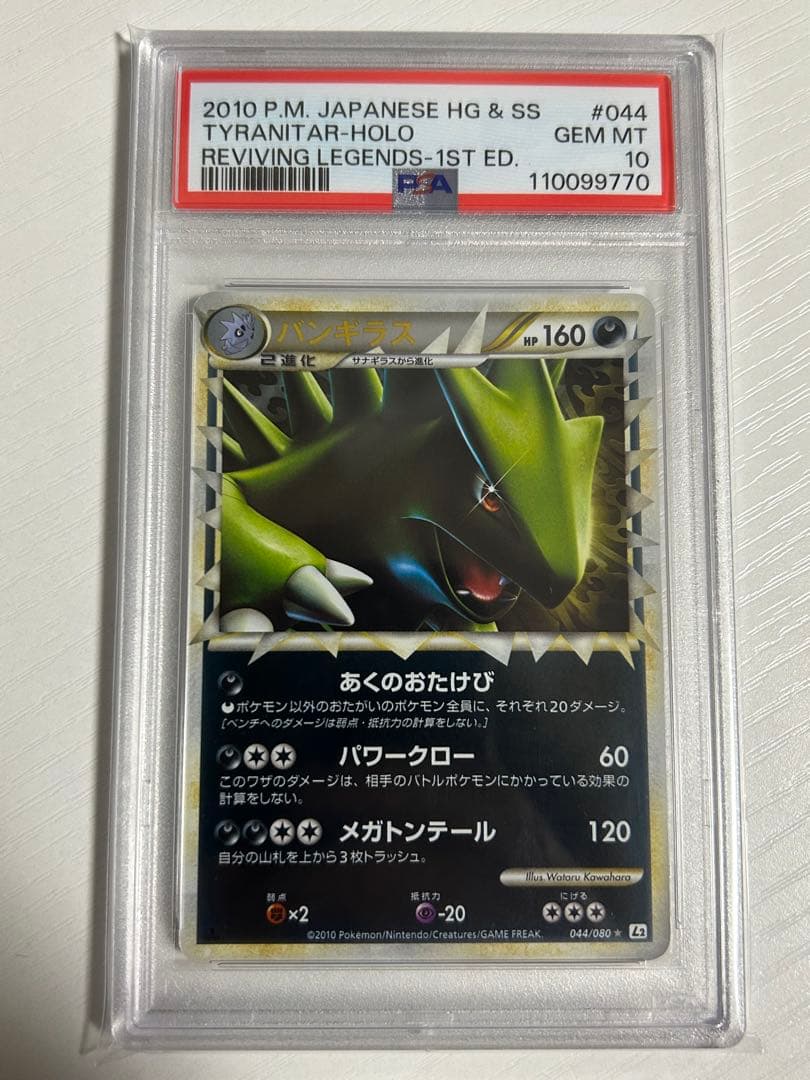 2010 P.M. JAPANESE HG & SS #044
TYRANITAR-HOLO GEM MT
REVIVING LEGENDS-1ST ED. 10
PSA 110099770
バンギラス HP 160
2進化 サナギラスから進化
あくのおたけび
ポケモン以外のおたがいのポケモン全員に、それぞれ20ダメージ。
[ベンチへのダメージは弱点・抵抗力の計算をしない。]
パワークロー 60
このワザのダメージは、相手のバトルポケモンにかかっている効果の
計算をしない。
メガトンテール 120
自分の山札を上から3枚トラッシュ。
Illus. Wataru Kawahara
弱点 抵抗力 にげる
×2 -20
©2010 Pokémon/Nintendo/Creatures/GAME FREAK. 044/080 ★ L2